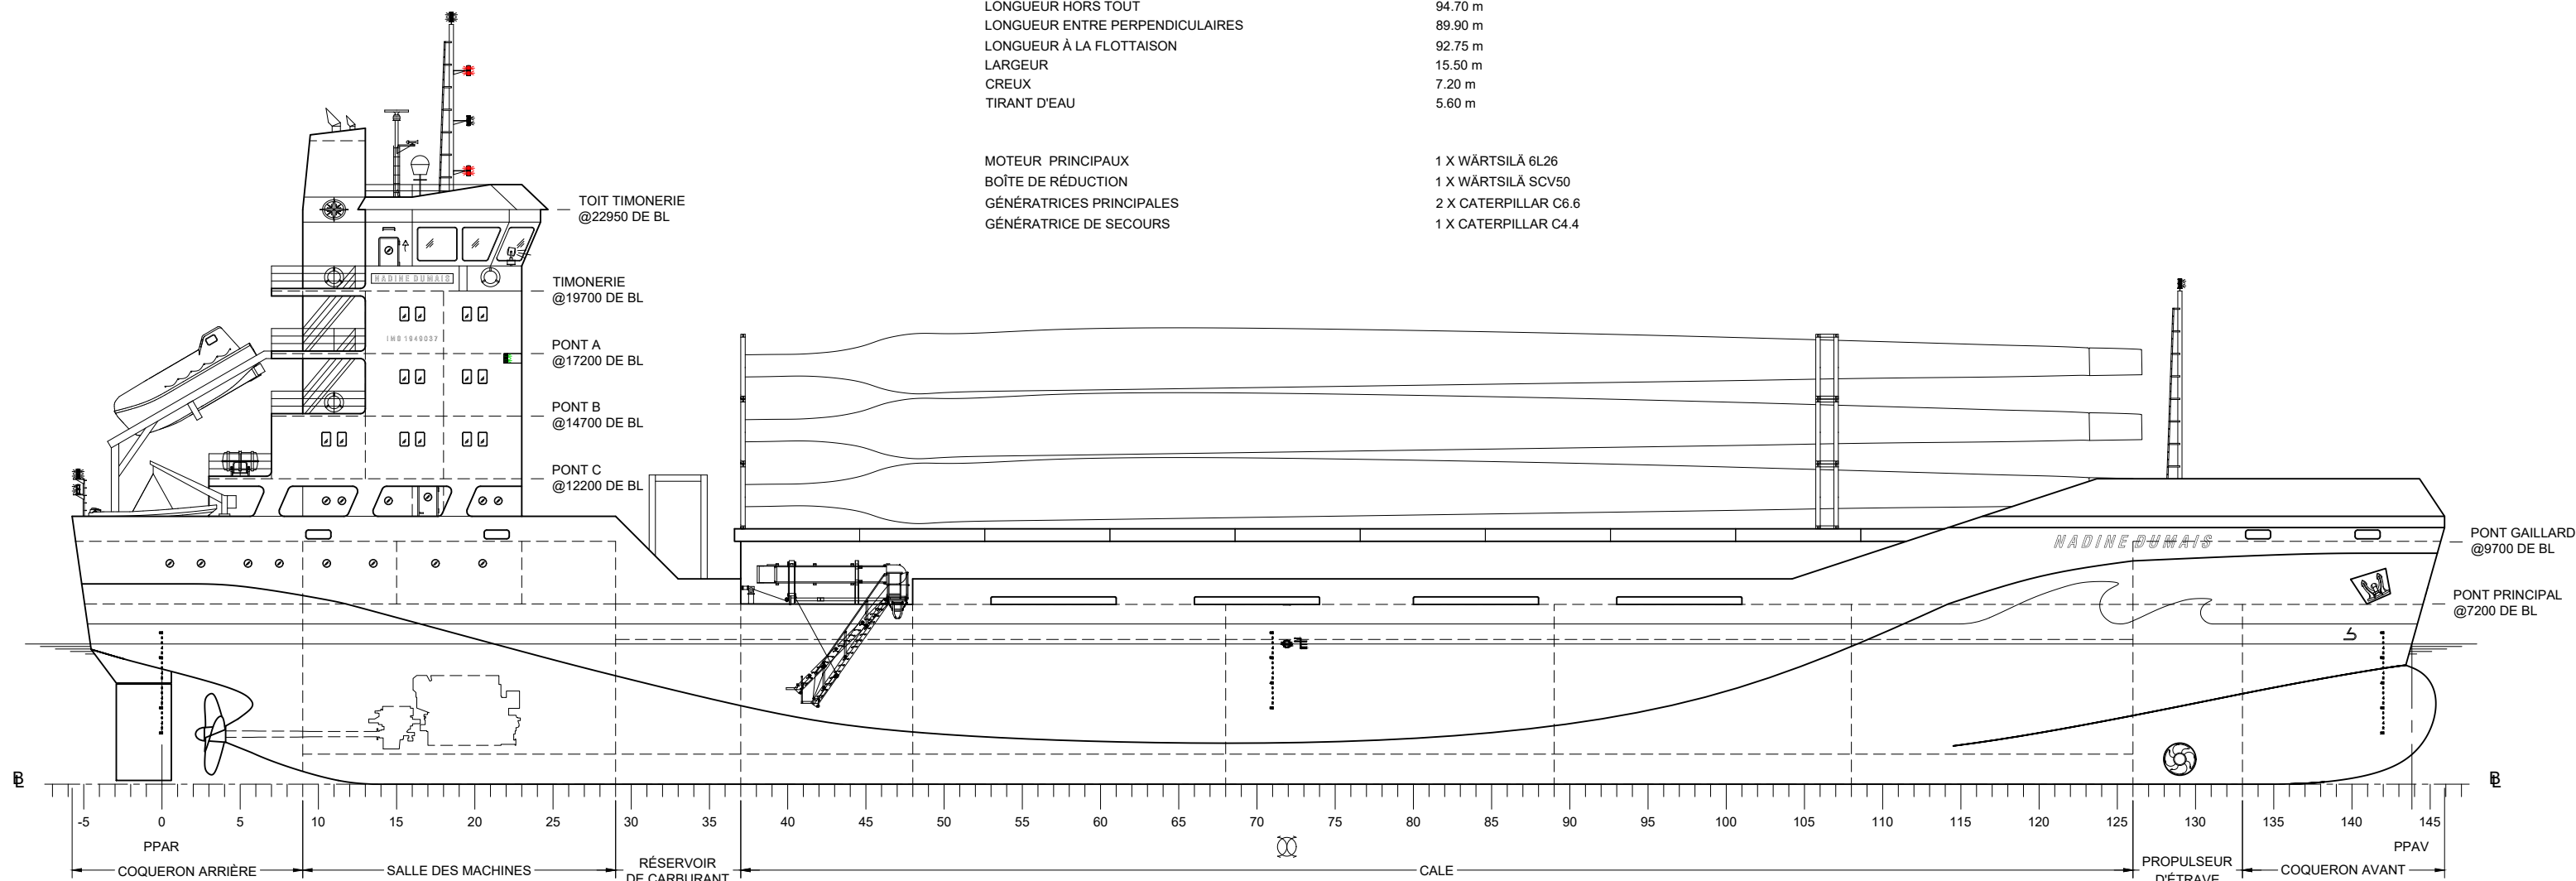 LONGUEUR HORS TOUT 94.70 m
LONGUEUR ENTRE PERPENDICULAIRES 89.90 m
LONGUEUR À LA FLOTTAISON 92.75 m
LARGEUR 15.50 m
CREUX 7.20 m
TIRANT D'EAU 5.60 m
MOTEUR PRINCIPAUX 1 X WÄRTSILÄ 6L26
BOÎTE DE RÉDUCTION 1 X WÄRTSILÄ SCV50
GÉNÉRATRICES PRINCIPALES 2 X CATERPILLAR C6.6
GÉNÉRATRICE DE SECOURS 1 X CATERPILLAR C4.4
TOIT TIMONERIE
@22950 DE BL
NADINE DUMAIS
TIMONERIE
@19700 DE BL
PONT A
@17200 DE BL
PONT B
@14700 DE BL
PONT C
@12200 DE BL
NADINE DUMAIS
PONT GAILLARD
@9700 DE BL
PONT PRINCIPAL
@7200 DE BL
BL BL
-5 0 5 10 15 20 25 30 35 40 45 50 55 60 65 70 75 80 85 90 95 100 105 110 115 120 125 130 135 140 145
PPAR PPAV
COQUERON ARRIÈRE SALLE DES MACHINES RÉSERVOIR DE CARBURANT CALE PROPULSEUR D'ÉTRAVE COQUERON AVANT